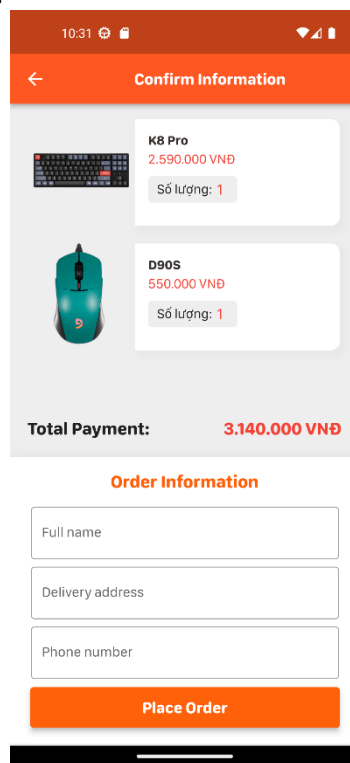 10:31
Confirm Information
K8 Pro
2.590.000 VNĐ
Số lượng: 1
D90S
550.000 VNĐ
Số lượng: 1
Total Payment: 3.140.000 VNĐ
Order Information
Full name
Delivery address
Phone number
Place Order